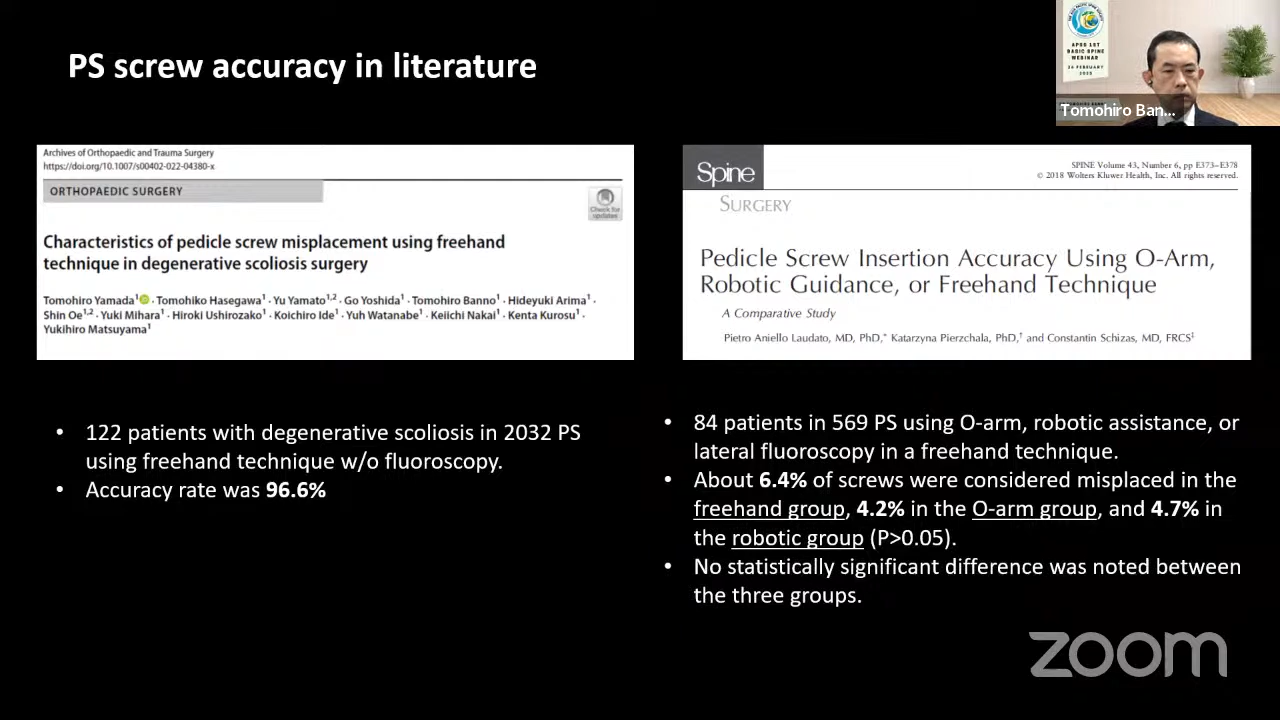 PS screw accuracy in literature
APSS 1ST
BASIC SPINE
WEBINAR
Tomohiro Ban...
Archives of Orthopaedic and Trauma Surgery
https://doi.org/10.1007/s00402-022-04380-x
ORTHOPAEDIC SURGERY
Check for
updates
Characteristics of pedicle screw misplacement using freehand
technique in degenerative scoliosis surgery
Tomohiro Yamada1 · Tomohiko Hasegawa1 · Yu Yamato1,2 · Go Yoshida1 · Tomohiro Banno1 · Hideyuki Arima1 ·
Shin Oe1,2 · Yuki Mihara1 · Hiroki Ushirozako1 · Koichiro Ide1 · Yuh Watanabe1 · Keiichi Nakai1 · Kenta Kurosu1 ·
Yukihiro Matsuyama1
• 122 patients with degenerative scoliosis in 2032 PS
using freehand technique w/o fluoroscopy.
• Accuracy rate was 96.6%
Spine
SPINE Volume 43, Number 6, pp E373–E378
© 2018 Wolters Kluwer Health, Inc. All rights reserved.
SURGERY
Pedicle Screw Insertion Accuracy Using O-Arm,
Robotic Guidance, or Freehand Technique
A Comparative Study
Pietro Aniello Laudato, MD, PhD,* Katarzyna Pierzchala, PhD,† and Constantin Schizas, MD, FRCS‡
• 84 patients in 569 PS using O-arm, robotic assistance, or
lateral fluoroscopy in a freehand technique.
• About 6.4% of screws were considered misplaced in the
freehand group, 4.2% in the O-arm group, and 4.7% in
the robotic group (P>0.05).
• No statistically significant difference was noted between
the three groups.
zoom